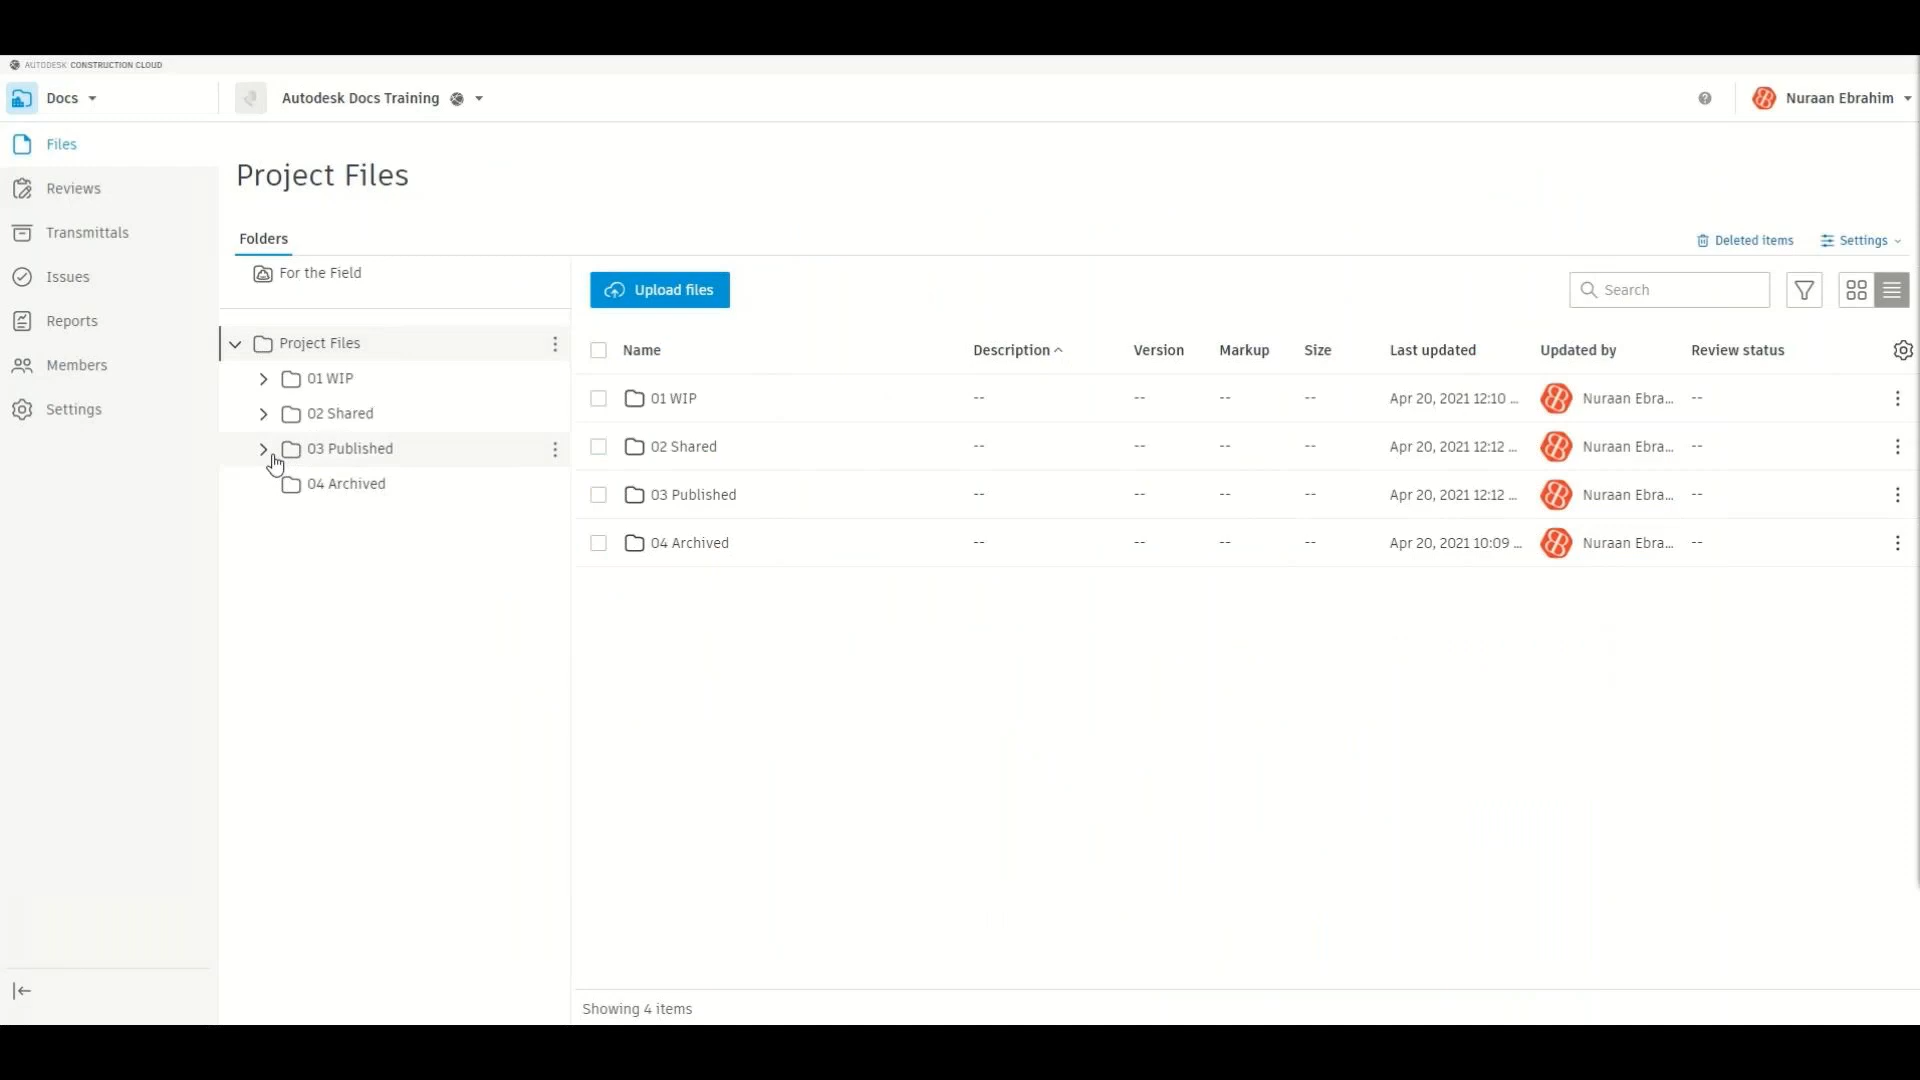 AUTODESK CONSTRUCTION CLOUD
Docs
Autodesk Docs Training
Nuraan Ebrahim
Files
Reviews
Transmittals
Issues
Reports
Members
Settings
Project Files
Folders
Deleted items
Settings
For the Field
Project Files
01 WIP
02 Shared
03 Published
04 Archived
Upload files
Search
Name Description Version Markup Size Last updated Updated by Review status
01 WIP -- -- -- -- Apr 20, 2021 12:10 ... Nuraan Ebra... --
02 Shared -- -- -- -- Apr 20, 2021 12:12 ... Nuraan Ebra... --
03 Published -- -- -- -- Apr 20, 2021 12:12 ... Nuraan Ebra... --
04 Archived -- -- -- -- Apr 20, 2021 10:09 ... Nuraan Ebra... --
Showing 4 items